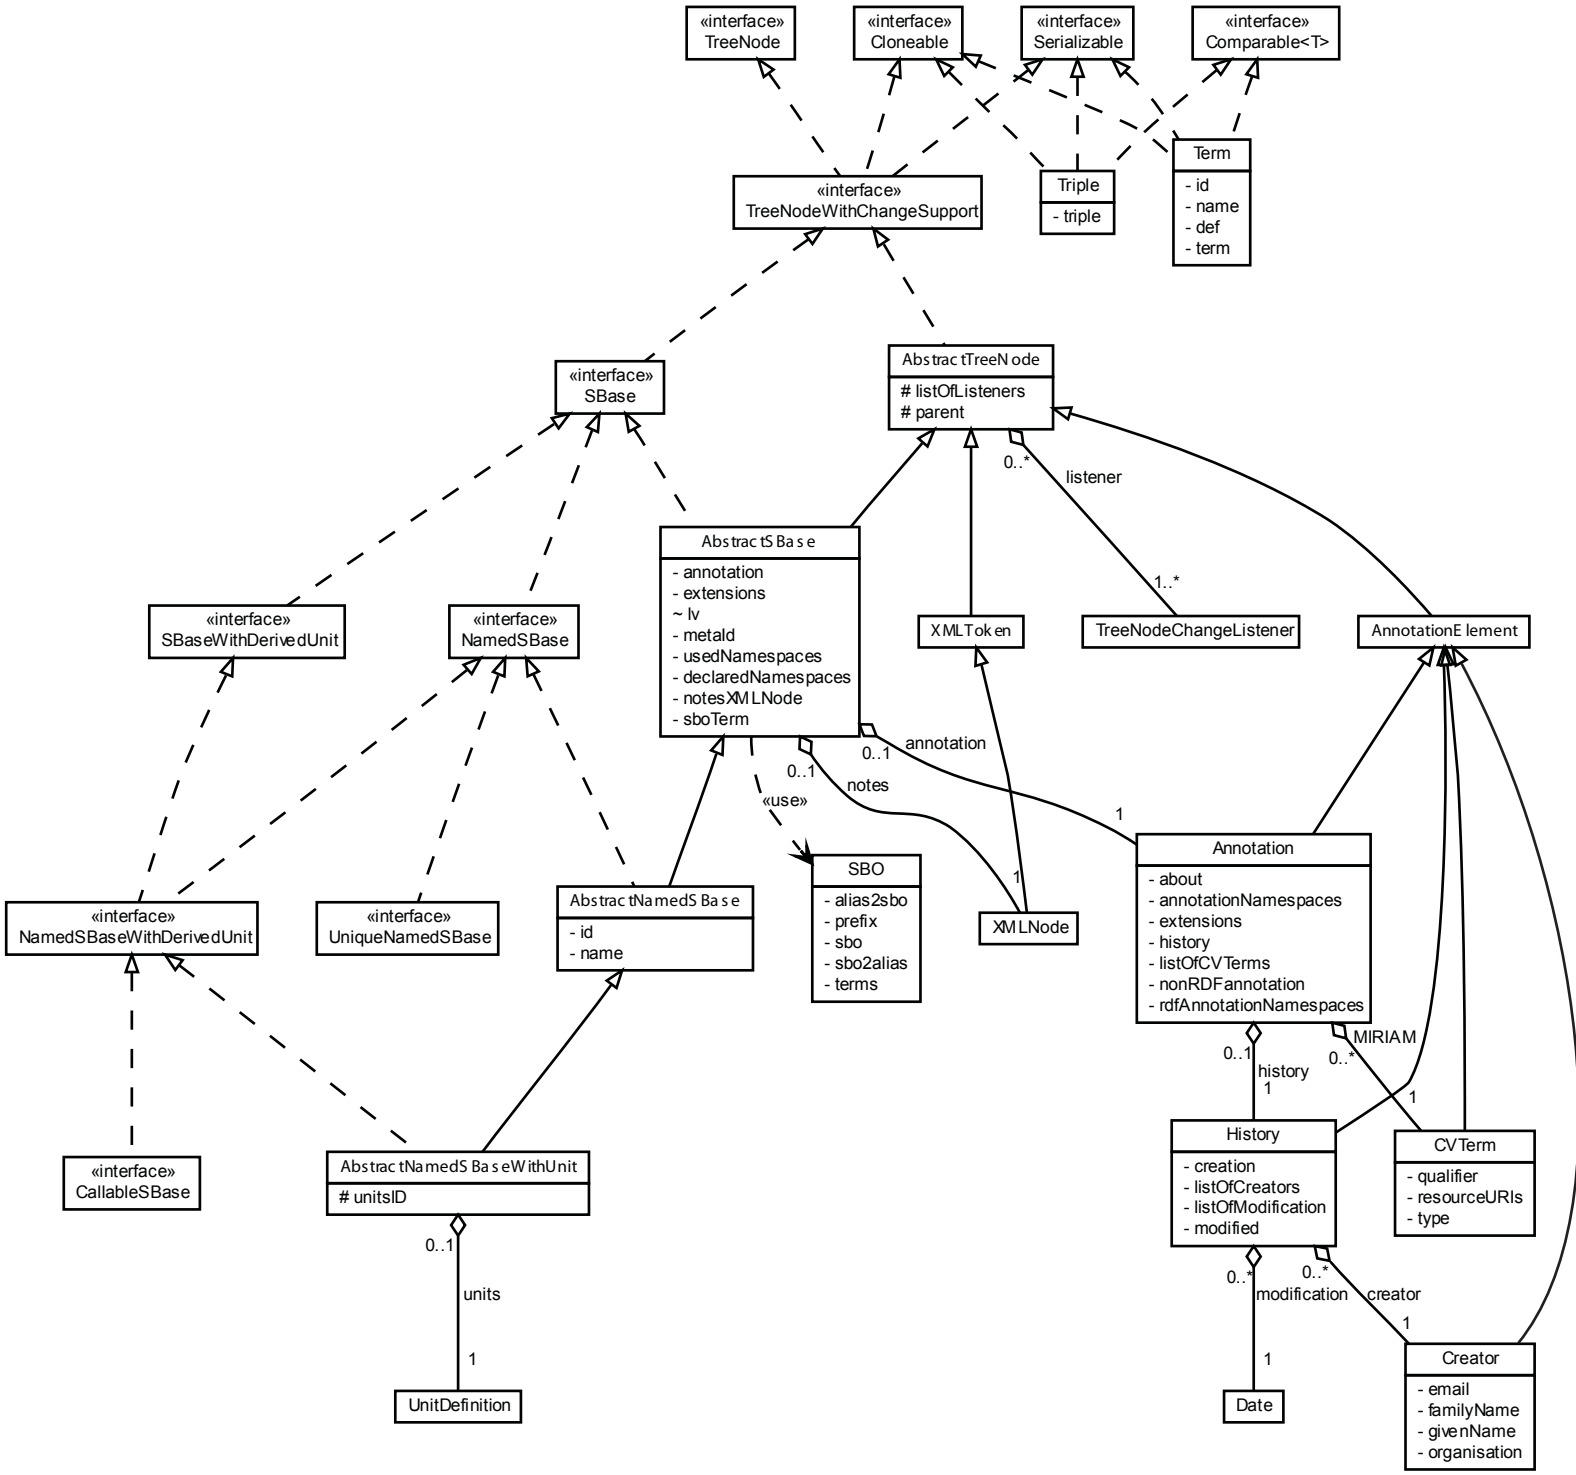 «interface»
TreeNode
«interface»
Cloneable
«interface»
Serializable
«interface»
Comparable<T>
Term
- id
- name
- def
- term
Triple
- triple
«interface»
TreeNodeWithChangeSupport
«interface»
SBase
AbstractTreeNode
# listOfListeners
# parent
0..*
listener
1..*
AbstractSBase
- annotation
- extensions
~ lv
- metaId
- usedNamespaces
- declaredNamespaces
- notesXMLNode
- sboTerm
«interface»
SBaseWithDerivedUnit
«interface»
NamedSBase
XMLToken
TreeNodeChangeListener
AnnotationElement
0..1
annotation
1
0..1
notes
1
«use»
SBO
- alias2sbo
- prefix
- sbo
- sbo2alias
- terms
XMLNode
Annotation
- about
- annotationNamespaces
- extensions
- history
- listOfCVTerms
- nonRDFannotation
- rdfAnnotationNamespaces
«interface»
NamedSBaseWithDerivedUnit
«interface»
UniqueNamedSBase
AbstractNamedSBase
- id
- name
0..1
history
1
MIRIAM
0..*
1
«interface»
CallableSBase
AbstractNamedSBaseWithUnit
# unitsID
History
- creation
- listOfCreators
- listOfModification
- modified
CVTerm
- qualifier
- resourceURIs
- type
0..1
units
1
0..*
modification
1
0..*
creator
1
UnitDefinition
Date
Creator
- email
- familyName
- givenName
- organisation